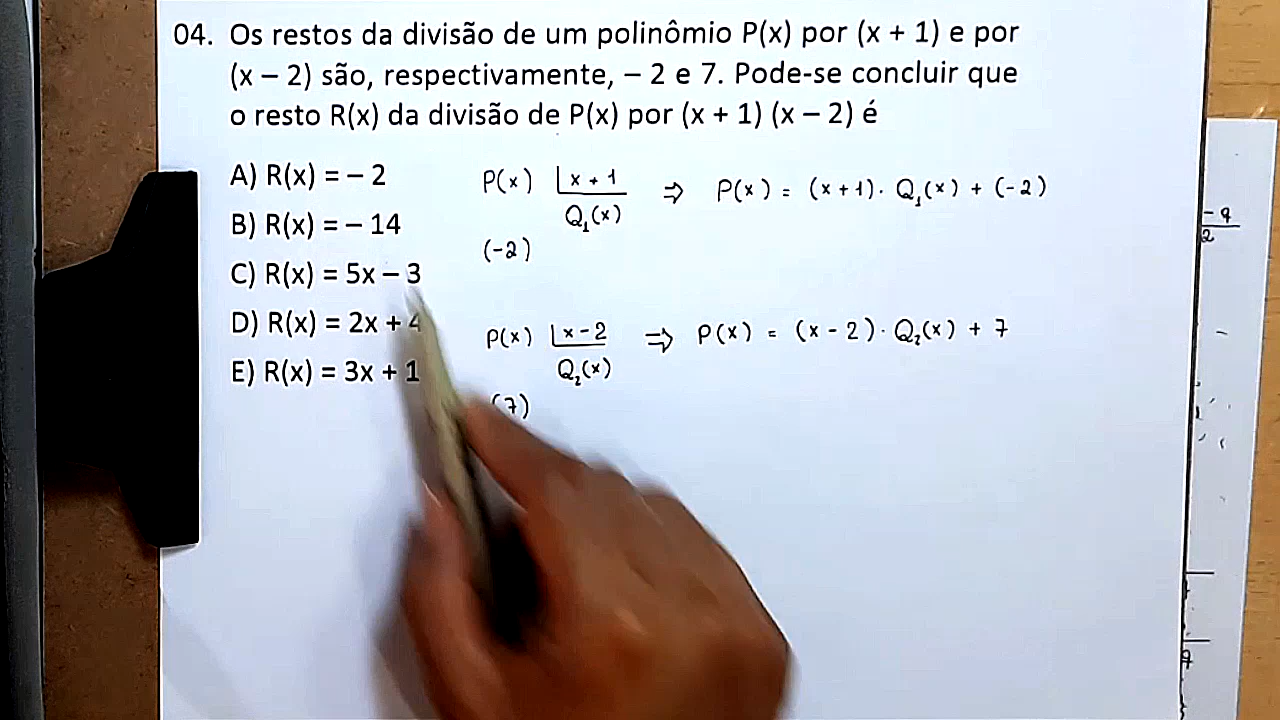 04. Os restos da divisão de um polinômio P(x) por (x + 1) e por
(x – 2) são, respectivamente, – 2 e 7. Pode-se concluir que
o resto R(x) da divisão de P(x) por (x + 1) (x – 2) é
A) R(x) = – 2
B) R(x) = – 14
C) R(x) = 5x – 3
D) R(x) = 2x + 4
E) R(x) = 3x + 1
P(x) x + 1 ⇒ P(x) = (x+1) · Q₁(x) + (-2)
Q₁(x)
(-2)
P(x) x - 2 ⇒ P(x) = (x - 2) · Q₂(x) + 7
Q₂(x)
(7)
-9
2